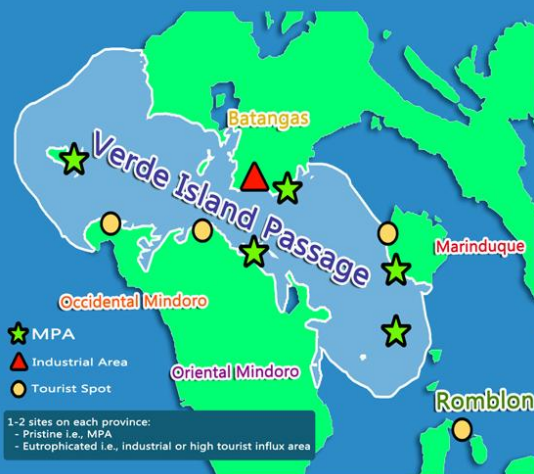 Batangas
Verde Island Passage
Marinduque
Occidental Mindoro
MPA
Industrial Area
Oriental Mindoro
Tourist Spot
Romblon
1-2 sites on each province:
- Pristine i.e., MPA
- Eutrophicated i.e., industrial or high tourist influx area